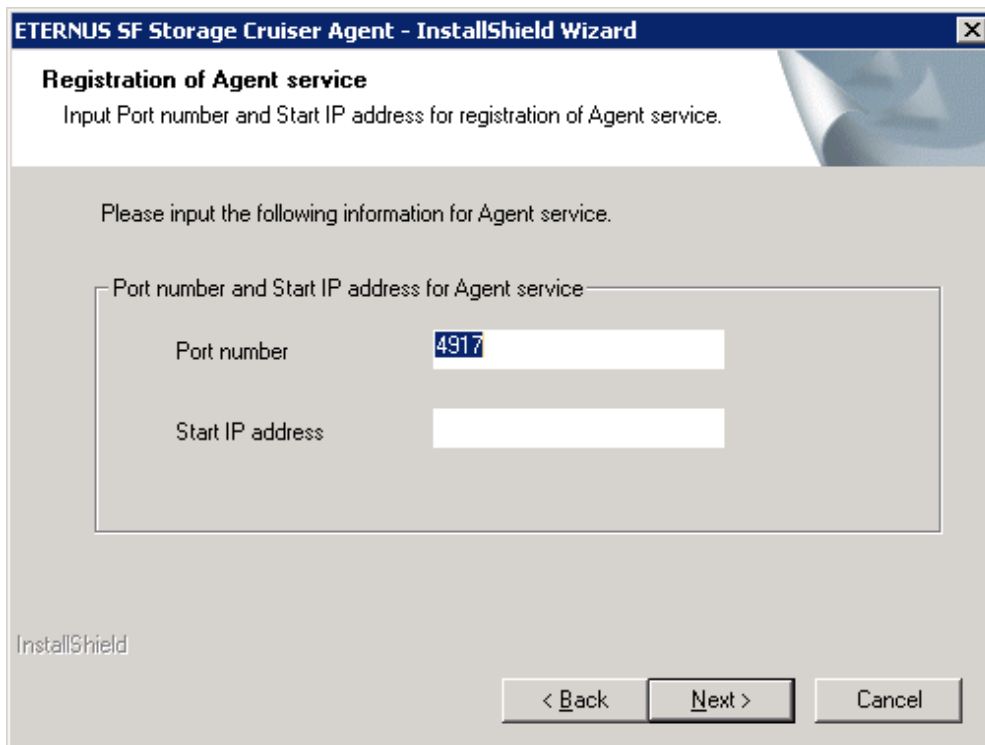 ETERNUS SF Storage Cruiser Agent - InstallShield Wizard
Registration of Agent service
Input Port number and Start IP address for registration of Agent service.
Please input the following information for Agent service.
Port number and Start IP address for Agent service
Port number
4917
Start IP address
InstallShield
< Back
Next >
Cancel